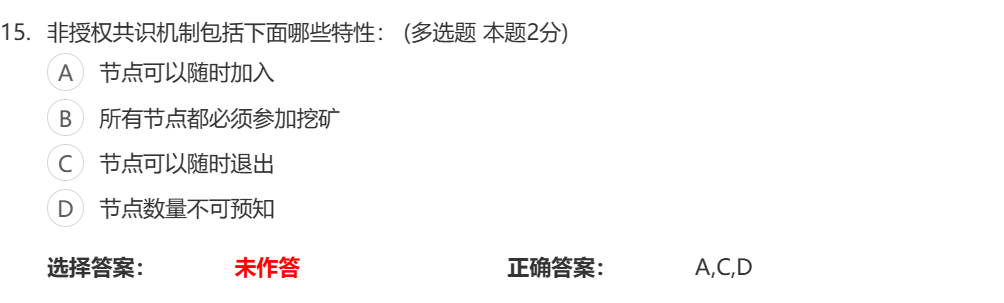 15. 非授权共识机制包括下面哪些特性： (多选题 本题2分)
A 节点可以随时加入
B 所有节点都必须参加挖矿
C 节点可以随时退出
D 节点数量不可预知
选择答案： 未作答 正确答案： A,C,D